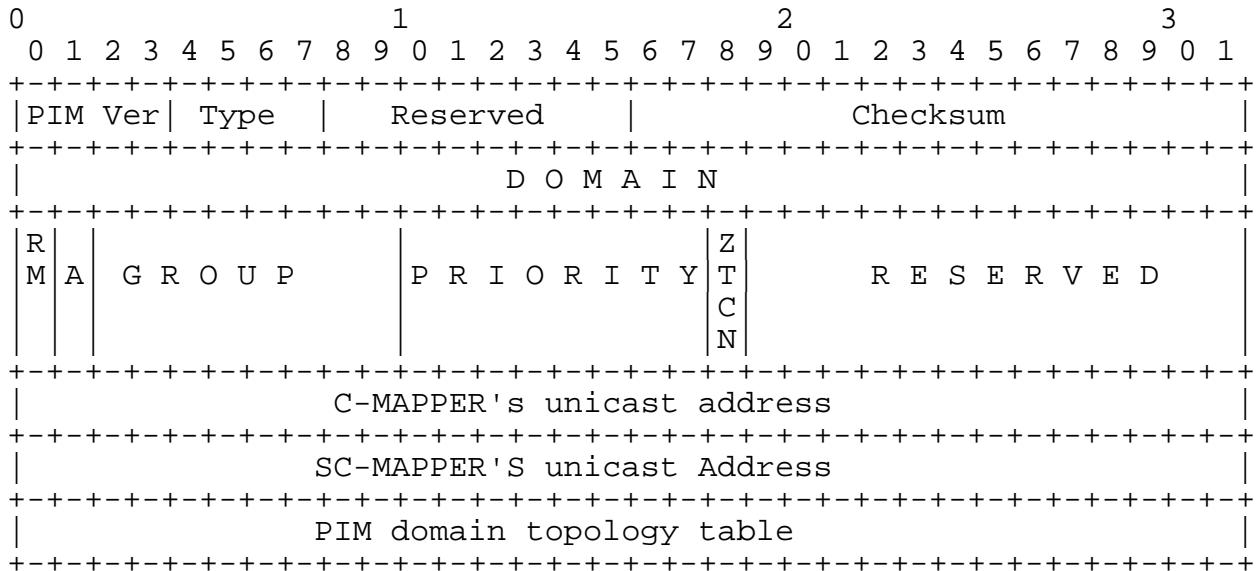 0                   1                   2                   3
 0 1 2 3 4 5 6 7 8 9 0 1 2 3 4 5 6 7 8 9 0 1 2 3 4 5 6 7 8 9 0 1
+-+-+-+-+-+-+-+-+-+-+-+-+-+-+-+-+-+-+-+-+-+-+-+-+-+-+-+-+-+-+-+-+
|PIM Ver| Type  |   Reserved    |           Checksum            |
+-+-+-+-+-+-+-+-+-+-+-+-+-+-+-+-+-+-+-+-+-+-+-+-+-+-+-+-+-+-+-+-+
|                         D O M A I N                           |
+-+-+-+-+-+-+-+-+-+-+-+-+-+-+-+-+-+-+-+-+-+-+-+-+-+-+-+-+-+-+-+-+
|R| |               |               |Z|                         |
|M|A| G R O U P     |P R I O R I T Y|T|      R E S E R V E D    |
| | |               |               |C|                         |
| | |               |               |N|                         |
+-+-+-+-+-+-+-+-+-+-+-+-+-+-+-+-+-+-+-+-+-+-+-+-+-+-+-+-+-+-+-+-+
|                C-MAPPER's unicast address                     |
+-+-+-+-+-+-+-+-+-+-+-+-+-+-+-+-+-+-+-+-+-+-+-+-+-+-+-+-+-+-+-+-+
|               SC-MAPPER'S unicast Address                     |
+-+-+-+-+-+-+-+-+-+-+-+-+-+-+-+-+-+-+-+-+-+-+-+-+-+-+-+-+-+-+-+-+
|               PIM domain topology table                       |
+-+-+-+-+-+-+-+-+-+-+-+-+-+-+-+-+-+-+-+-+-+-+-+-+-+-+-+-+-+-+-+-+